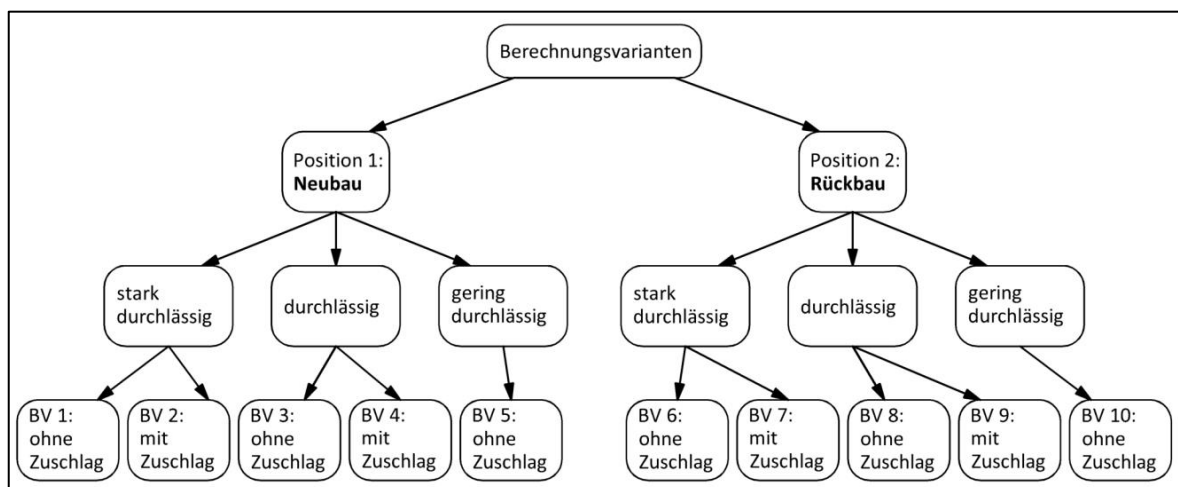 Berechnungsvarianten
Position 1:
Neubau
Position 2:
Rückbau
stark
durchlässig
durchlässig
gering
durchlässig
stark
durchlässig
durchlässig
gering
durchlässig
BV 1:
ohne
Zuschlag
BV 2:
mit
Zuschlag
BV 3:
ohne
Zuschlag
BV 4:
mit
Zuschlag
BV 5:
ohne
Zuschlag
BV 6:
ohne
Zuschlag
BV 7:
mit
Zuschlag
BV 8:
ohne
Zuschlag
BV 9:
mit
Zuschlag
BV 10:
ohne
Zuschlag